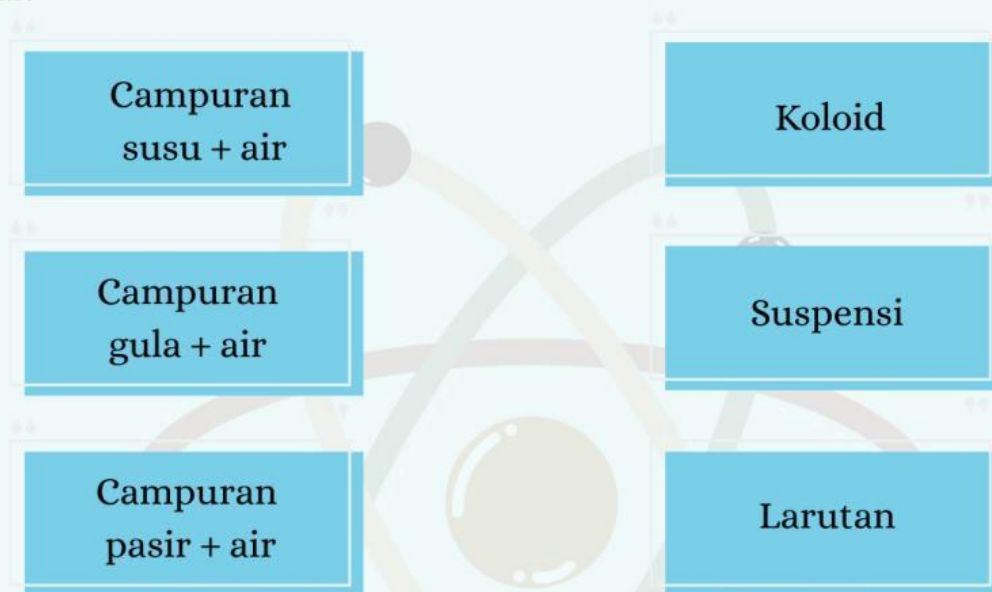 Campuran
susu + air
Koloid
Campuran
gula + air
Suspensi
Campuran
pasir + air
Larutan